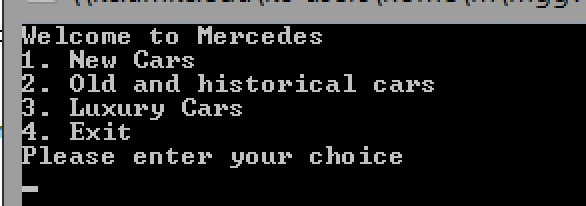 Welcome to Mercedes
1. New Cars
2. Old and historical cars
3. Luxury Cars
4. Exit
Please enter your choice